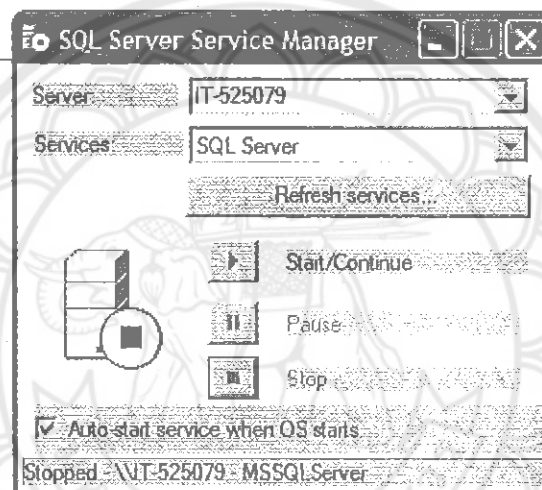 SQL Server Service Manager
Server: IT-525079
Services: SQL Server
Refresh services...
Start/Continue
Pause
Stop
Auto-start service when OS starts
Stopped - \\IT-525079 - MSSQLServer